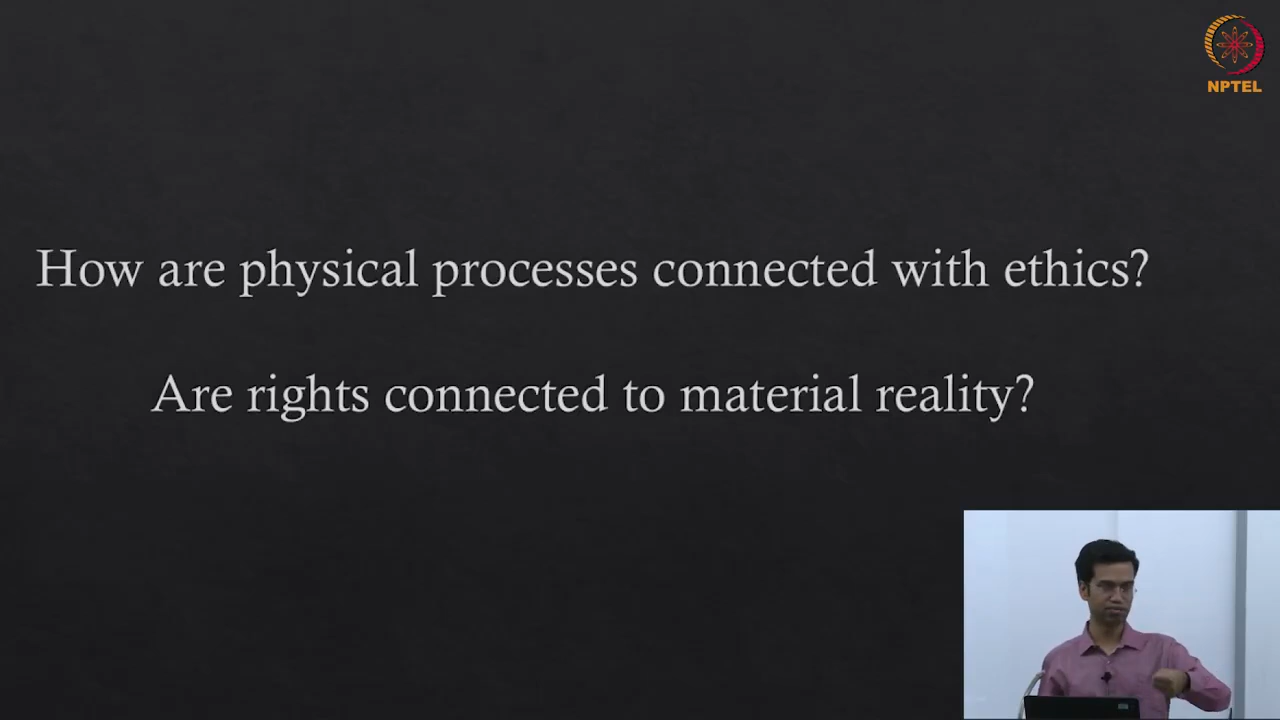 NPTEL
How are physical processes connected with ethics?
Are rights connected to material reality?